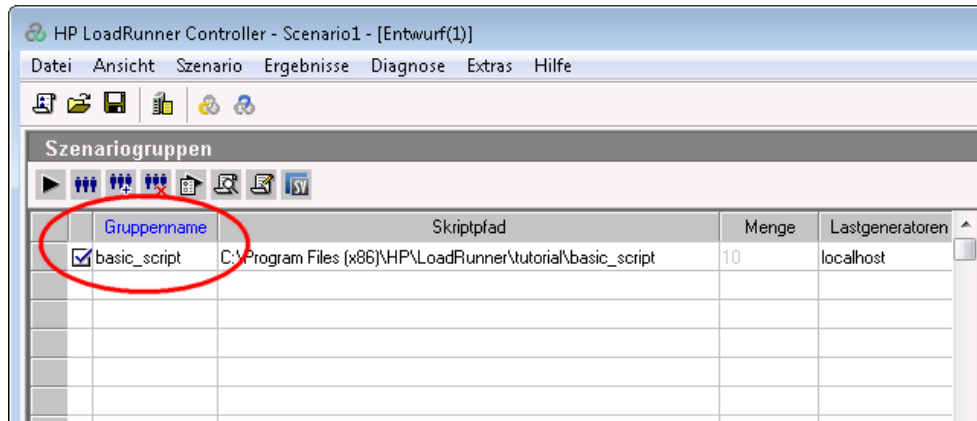 HP LoadRunner Controller - Scenario1 - [Entwurf(1)]
Datei Ansicht Szenario Ergebnisse Diagnose Extras Hilfe
Szenariogruppen
SV
Gruppenname Skriptpfad Menge Lastgeneratoren
basic_script C:\Program Files (x86)\HP\LoadRunner\tutorial\basic_script 10 localhost